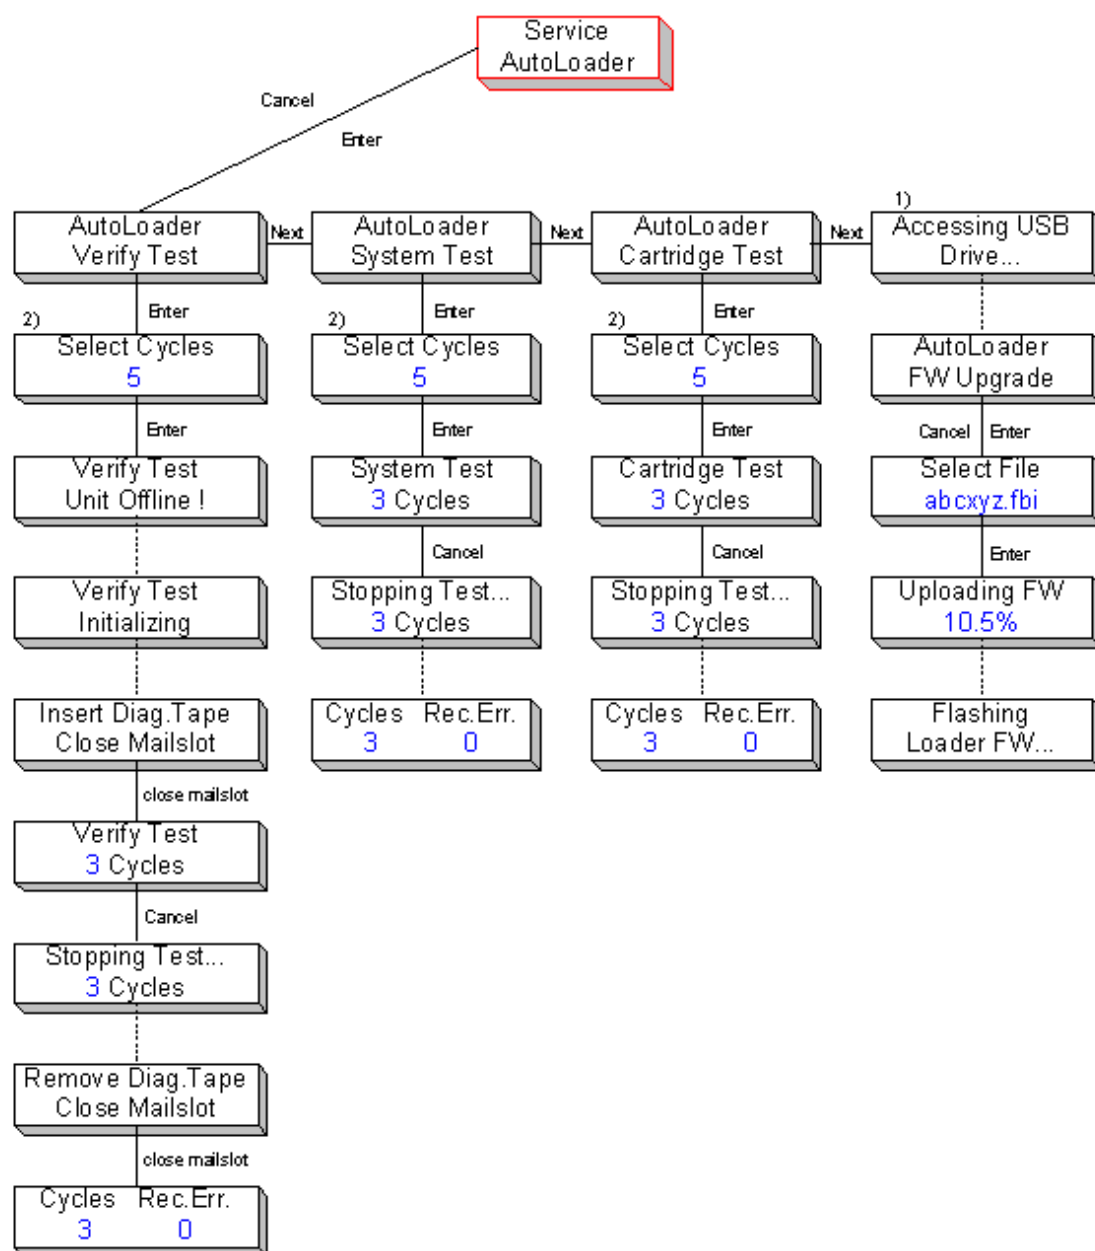 Service
AutoLoader
Cancel
Enter
1)
AutoLoader
Verify Test
Next
AutoLoader
System Test
Next
AutoLoader
Cartridge Test
Next
Accessing USB
Drive...
Enter
Enter
Enter
2)
Select Cycles
5
2)
Select Cycles
5
2)
Select Cycles
5
AutoLoader
FW Upgrade
Enter
Enter
Enter
Cancel
Enter
Verify Test
Unit Offline !
System Test
3 Cycles
Cartridge Test
3 Cycles
Select File
abcxyz.fbi
Cancel
Cancel
Enter
Verify Test
Initializing
Stopping Test...
3 Cycles
Stopping Test...
3 Cycles
Uploading FW
10.5%
Insert Diag.Tape
Close Mailslot
Cycles Rec.Err.
3 0
Cycles Rec.Err.
3 0
Flashing
Loader FW...
close mailslot
Verify Test
3 Cycles
Cancel
Stopping Test...
3 Cycles
Remove Diag.Tape
Close Mailslot
close mailslot
Cycles Rec.Err.
3 0